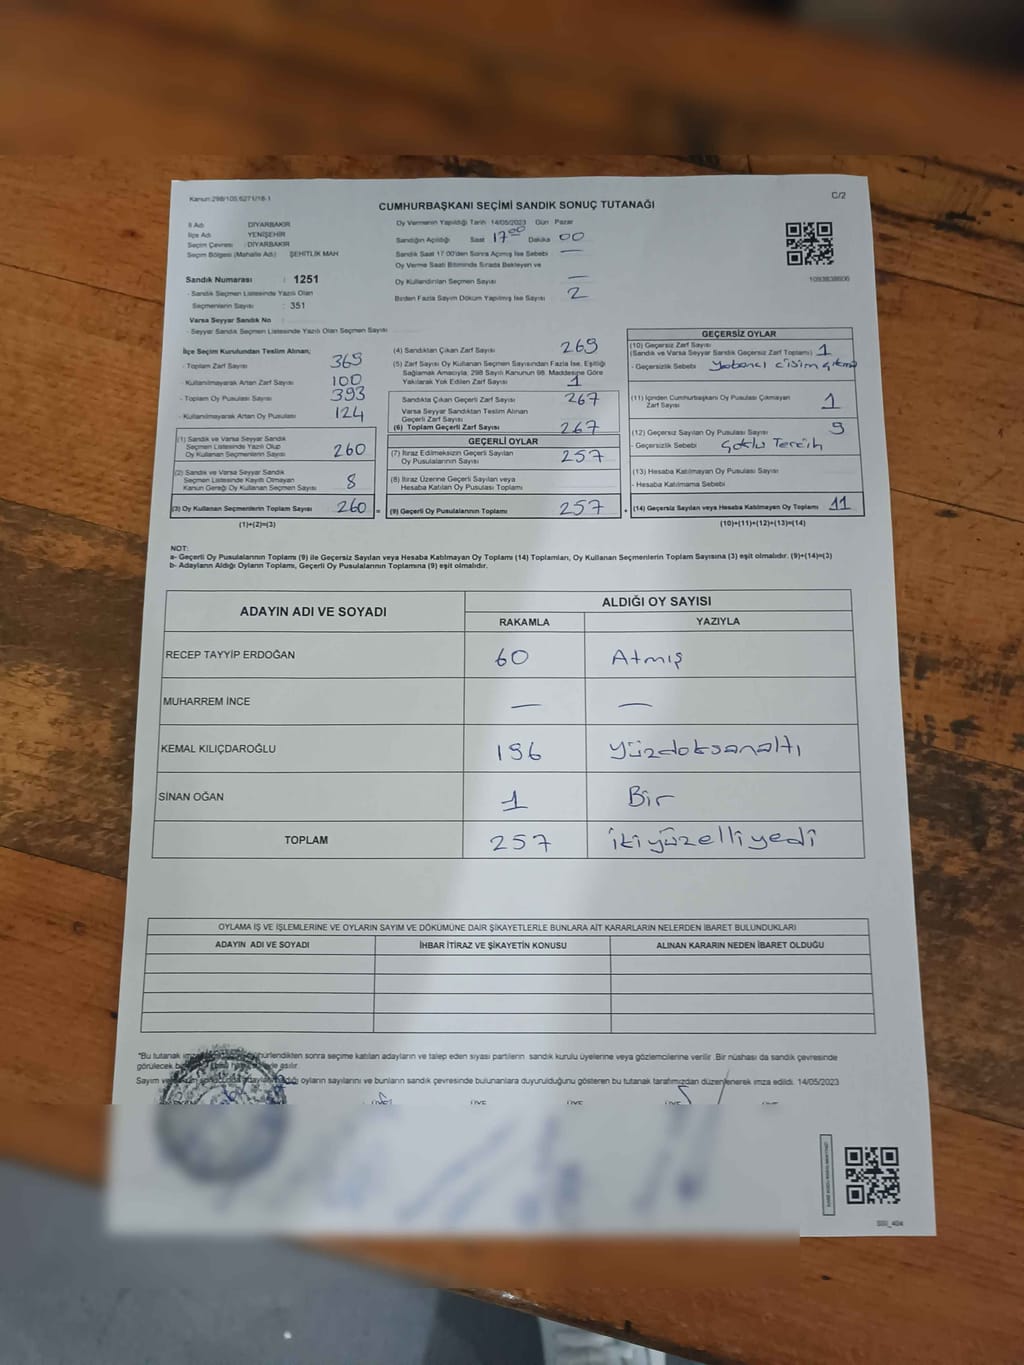 Kanun:298/105;6271/18-1
C/2
CUMHURBAŞKANI SEÇİMİ SANDIK SONUÇ TUTANAĞI
İl Adı : DİYARBAKIR
İlçe Adı : YENİŞEHİR
Seçim Çevresi : DİYARBAKIR
Seçim Bölgesi (Mahalle Adı) : ŞEHİTLİK MAH
Sandık Numarası : 1251
- Sandık Seçmen Listesinde Yazılı Olan
Seçmenlerin Sayısı : 351
Varsa Seyyar Sandık No :
- Seyyar Sandık Seçmen Listesinde Yazılı Olan Seçmen Sayısı
Oy Vermenin Yapıldığı Tarih 14/05/2023 Gün Pazar
Sandığın Açıldığı Saat 17:00 Dakika 00
Sandık Saat 17:00'den Sonra Açılmış İse Sebebi —
Oy Verme Saati Bitiminde Sırada Bekleyen ve
Oy Kullandırılan Seçmen Sayısı —
Birden Fazla Sayım Döküm Yapılmış İse Sayısı 2
1093838606
İlçe Seçim Kurulundan Teslim Alınan;
- Toplam Zarf Sayısı 369
- Kullanılmayarak Artan Zarf Sayısı 100
- Toplam Oy Pusulası Sayısı 393
- Kullanılmayarak Artan Oy Pusulası 124
(1) Sandık ve Varsa Seyyar Sandık
Seçmen Listesinde Yazılı Olup
Oy Kullanan Seçmenlerin Sayısı 260
(2) Sandık ve Varsa Seyyar Sandık
Seçmen Listesinde Kayıtlı Olmayan
Kanun Gereği Oy Kullanan Seçmen Sayısı 8
(3) Oy Kullanan Seçmenlerin Toplam Sayısı 260 =
(1)+(2)=(3)
(4) Sandıktan Çıkan Zarf Sayısı 269
(5) Zarf Sayısı Oy Kullanan Seçmen Sayısından Fazla İse, Eşitliği
Sağlamak Amacıyla, 298 Sayılı Kanunun 98. Maddesine Göre
Yakılarak Yok Edilen Zarf Sayısı 1
Sandıkta Çıkan Geçerli Zarf Sayısı 267
Varsa Seyyar Sandıktan Teslim Alınan
Geçerli Zarf Sayısı
(6) Toplam Geçerli Zarf Sayısı 267
GEÇERLİ OYLAR
(7) İtiraz Edilmeksizin Geçerli Sayılan
Oy Pusulalarının Sayısı 257
(8) İtiraz Üzerine Geçerli Sayılan veya
Hesaba Katılan Oy Pusulası Toplamı
(9) Geçerli Oy Pusulalarının Toplamı 257 +
GEÇERSİZ OYLAR
(10) Geçersiz Zarf Sayısı
(Sandık ve Varsa Seyyar Sandık Geçersiz Zarf Toplamı) 1
- Geçersizlik Sebebi Yabancı cisim çıkma
(11) İçinden Cumhurbaşkanı Oy Pusulası Çıkmayan
Zarf Sayısı 1
(12) Geçersiz Sayılan Oy Pusulası Sayısı 9
- Geçersizlik Sebebi Çoklu Tercih
(13) Hesaba Katılmayan Oy Pusulası Sayısı
- Hesaba Katılmama Sebebi
(14) Geçersiz Sayılan veya Hesaba Katılmayan Oy Toplamı 11
(10)+(11)+(12)+(13)=(14)
NOT:
a- Geçerli Oy Pusulalarının Toplamı (9) ile Geçersiz Sayılan veya Hesaba Katılmayan Oy Toplamı (14) Toplamları, Oy Kullanan Seçmenlerin Toplam Sayısına (3) eşit olmalıdır. (9)+(14)=(3)
b- Adayların Aldığı Oyların Toplamı, Geçerli Oy Pusulalarının Toplamına (9) eşit olmalıdır.
ADAYIN ADI VE SOYADI
ALDIĞI OY SAYISI
RAKAMLA YAZIYLA
RECEP TAYYİP ERDOĞAN 60 Atmış
MUHARREM İNCE — —
KEMAL KILIÇDAROĞLU 196 yüzdoksanaltı
SİNAN OĞAN 1 Bir
TOPLAM 257 ikiyüzelliyedi
OYLAMA İŞ VE İŞLEMLERİNE VE OYLARIN SAYIM VE DÖKÜMÜNE DAİR ŞİKAYETLERLE BUNLARA AİT KARARLARIN NELERDEN İBARET BULUNDUKLARI
ADAYIN ADI VE SOYADI İHBAR İTİRAZ VE ŞİKAYETİN KONUSU ALINAN KARARIN NEDEN İBARET OLDUĞU
*Bu tutanak mühürlendikten sonra seçime katılan adayların ve talep eden siyasi partilerin sandık kurulu üyelerine veya gözlemcilerine verilir. Bir nüshası da sandık çevresinde
görülecek asılır.
Sayım oyların sayılarını ve bunların sandık çevresinde bulunanlara duyurulduğunu gösteren bu tutanak tarafımızdan düzenlenerek imza edildi. 14/05/2023
ÜYE ÜYE ÜYE